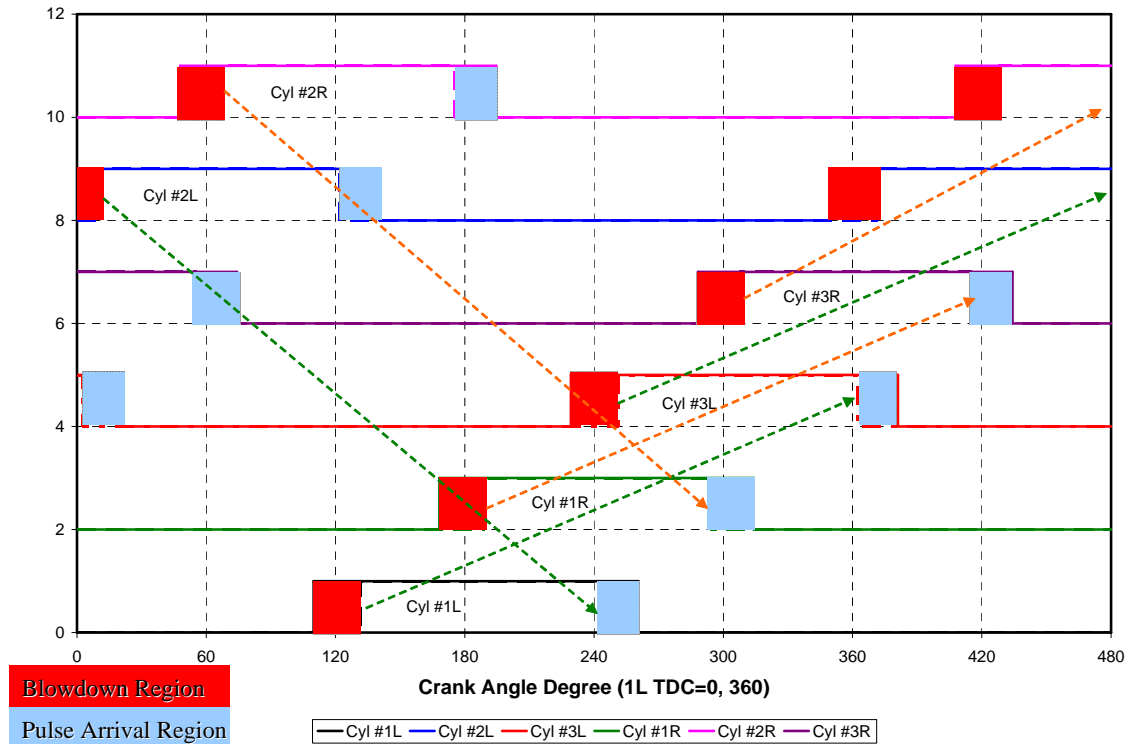 12
10
8
6
4
2
0
Cyl #2R
Cyl #2L
Cyl #3R
Cyl #3L
Cyl #1R
Cyl #1L
0 60 120 180 240 300 360 420 480
Crank Angle Degree (1L TDC=0, 360)
Blowdown Region
Pulse Arrival Region
Cyl #1L Cyl #2L Cyl #3L Cyl #1R Cyl #2R Cyl #3R